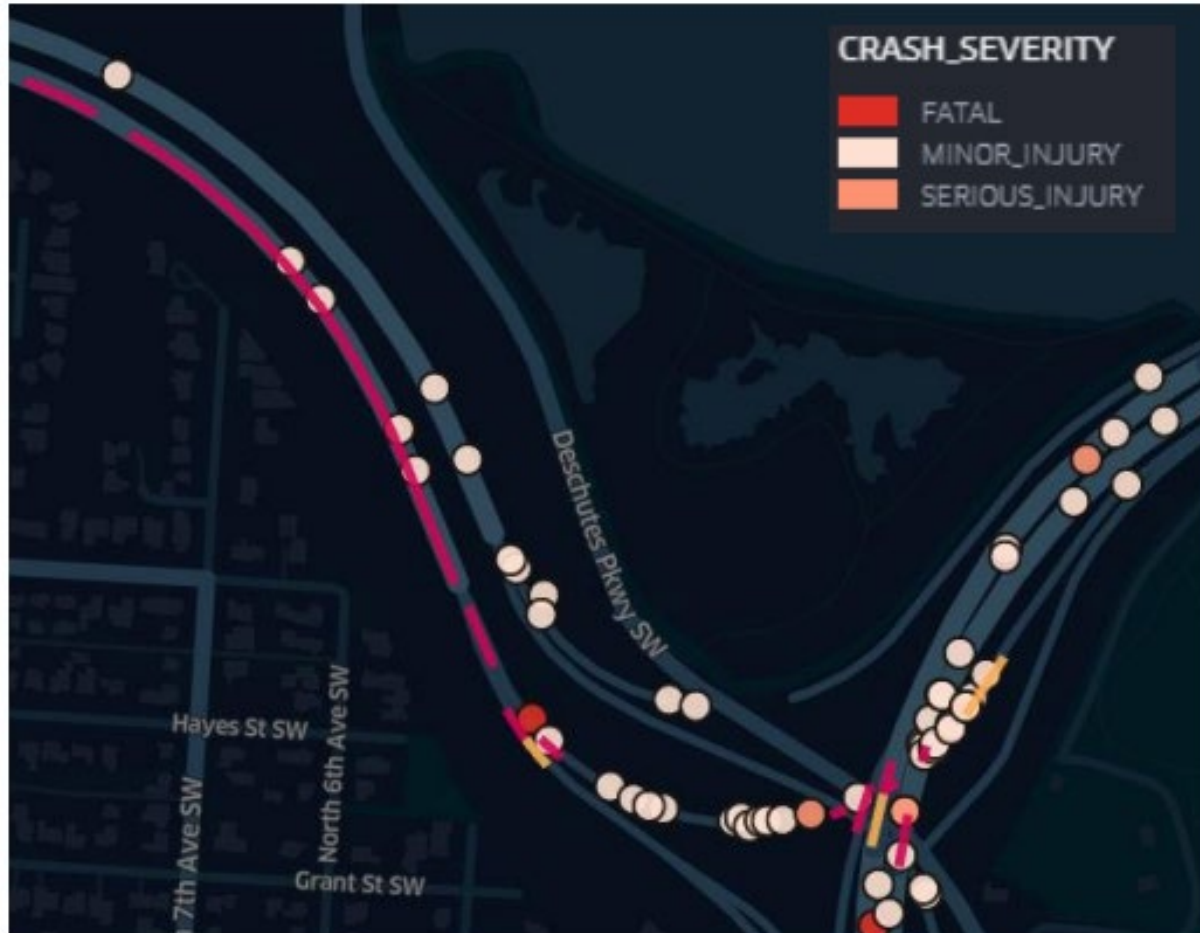 CRASH_SEVERITY
FATAL
MINOR_INJURY
SERIOUS_INJURY
Deschutes Pkwy SW
Hayes St SW
North 6th Ave SW
7th Ave SW
Grant St SW